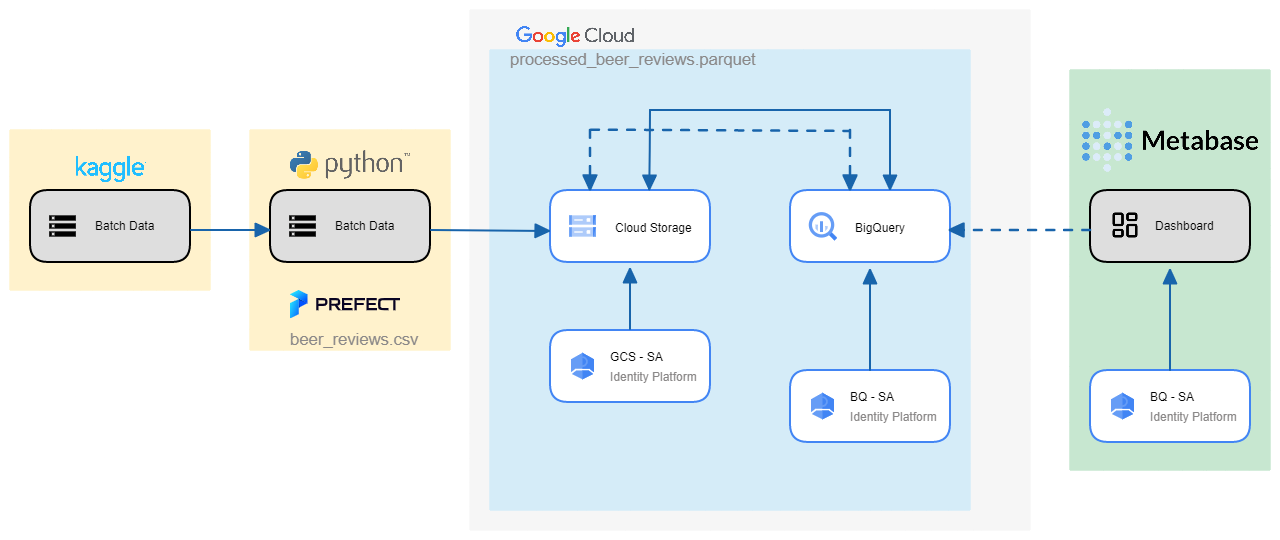 kaggle
Batch Data
python™
Batch Data
PREFECT
beer_reviews.csv
Google Cloud
processed_beer_reviews.parquet
Cloud Storage
BigQuery
GCS - SA
Identity Platform
BQ - SA
Identity Platform
Metabase
Dashboard
BQ - SA
Identity Platform